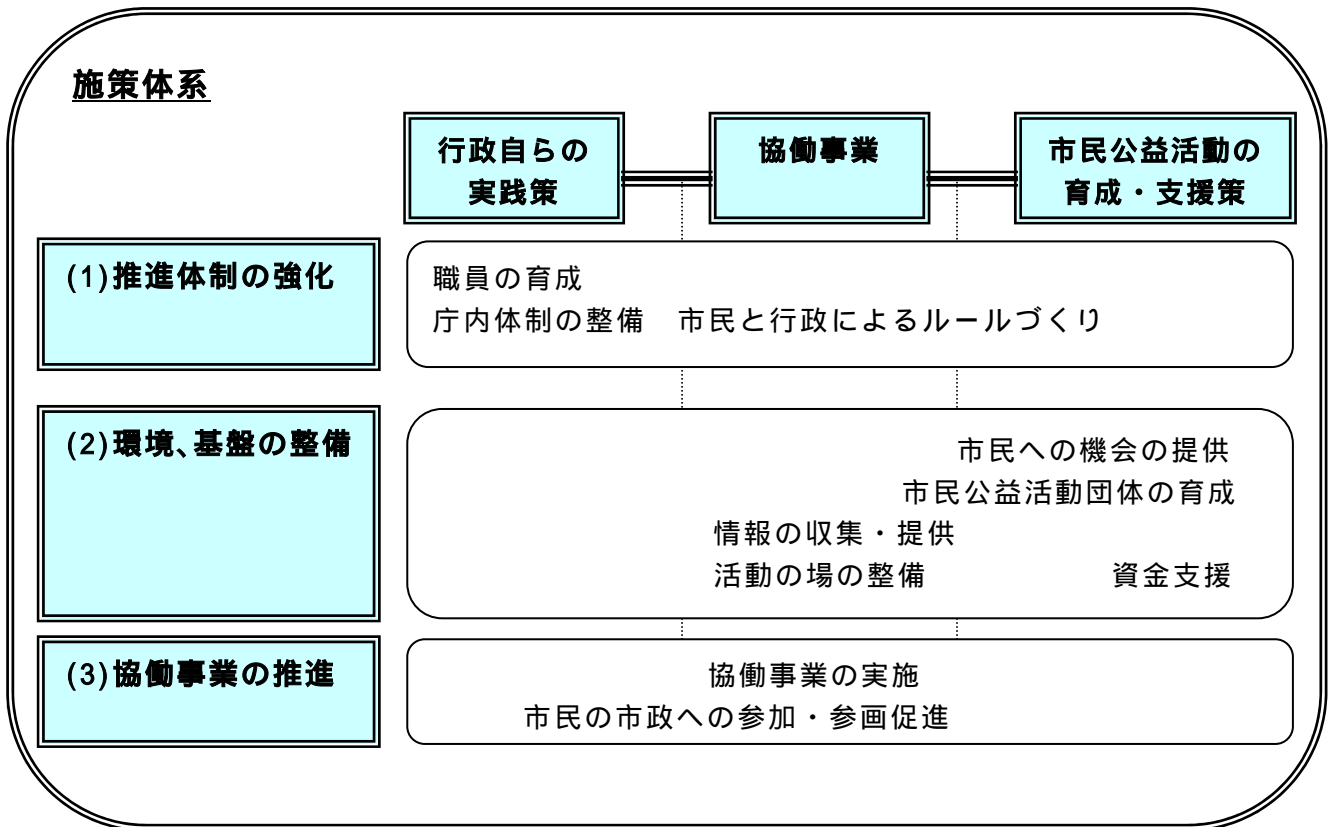 施策体系
行政自らの
実践策
協働事業
市民公益活動の
育成・支援策
(1)推進体制の強化
職員の育成
庁内体制の整備　市民と行政によるルールづくり
(2)環境、基盤の整備
市民への機会の提供
市民公益活動団体の育成
情報の収集・提供
活動の場の整備　資金支援
(3)協働事業の推進
協働事業の実施
市民の市政への参加・参画促進